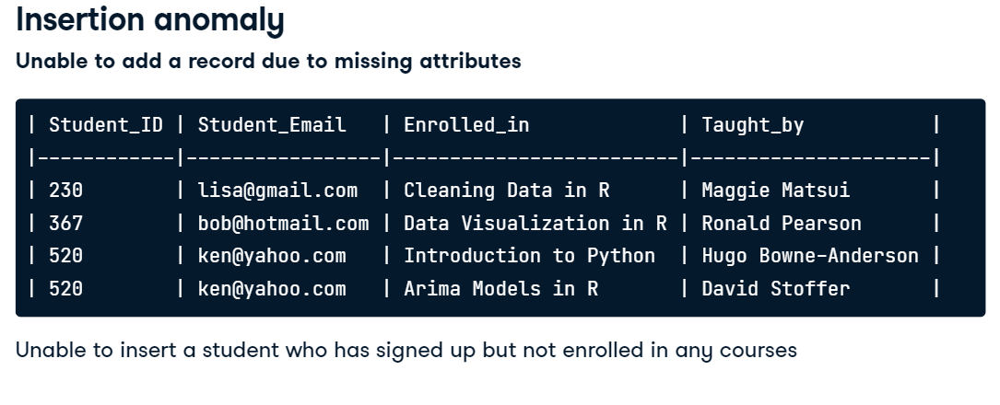 Insertion anomaly
Unable to add a record due to missing attributes
| Student_ID | Student_Email   | Enrolled_in             | Taught_by           |
|------------|-----------------|-------------------------|---------------------|
| 230        | lisa@gmail.com  | Cleaning Data in R      | Maggie Matsui       |
| 367        | bob@hotmail.com | Data Visualization in R | Ronald Pearson      |
| 520        | ken@yahoo.com   | Introduction to Python  | Hugo Bowne-Anderson |
| 520        | ken@yahoo.com   | Arima Models in R       | David Stoffer       |
Unable to insert a student who has signed up but not enrolled in any courses